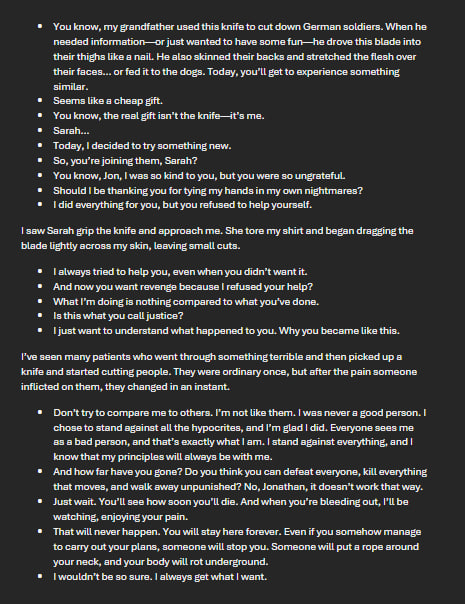 • You know, my grandfather used this knife to cut down German soldiers. When he
needed information—or just wanted to have some fun—he drove this blade into
their thighs like a nail. He also skinned their backs and stretched the flesh over
their faces... or fed it to the dogs. Today, you'll get to experience something
similar.
• Seems like a cheap gift.
• You know, the real gift isn't the knife—it's me.
• Sarah...
• Today, I decided to try something new.
• So, you're joining them, Sarah?
• You know, Jon, I was so kind to you, but you were so ungrateful.
• Should I be thanking you for tying my hands in my own nightmares?
• I did everything for you, but you refused to help yourself.
I saw Sarah grip the knife and approach me. She tore my shirt and began dragging the
blade lightly across my skin, leaving small cuts.
• I always tried to help you, even when you didn't want it.
• And now you want revenge because I refused your help?
• What I'm doing is nothing compared to what you've done.
• Is this what you call justice?
• I just want to understand what happened to you. Why you became like this.
I've seen many patients who went through something terrible and then picked up a
knife and started cutting people. They were ordinary once, but after the pain someone
inflicted on them, they changed in an instant.
• Don't try to compare me to others. I'm not like them. I was never a good person. I
chose to stand against all the hypocrites, and I'm glad I did. Everyone sees me
as a bad person, and that's exactly what I am. I stand against everything, and I
know that my principles will always be with me.
• And how far have you gone? Do you think you can defeat everyone, kill everything
that moves, and walk away unpunished? No, Jonathan, it doesn't work that way.
• Just wait. You'll see how soon you'll die. And when you're bleeding out, I'll be
watching, enjoying your pain.
• That will never happen. You will stay here forever. Even if you somehow manage
to carry out your plans, someone will stop you. Someone will put a rope around
your neck, and your body will rot underground.
• I wouldn't be so sure. I always get what I want.